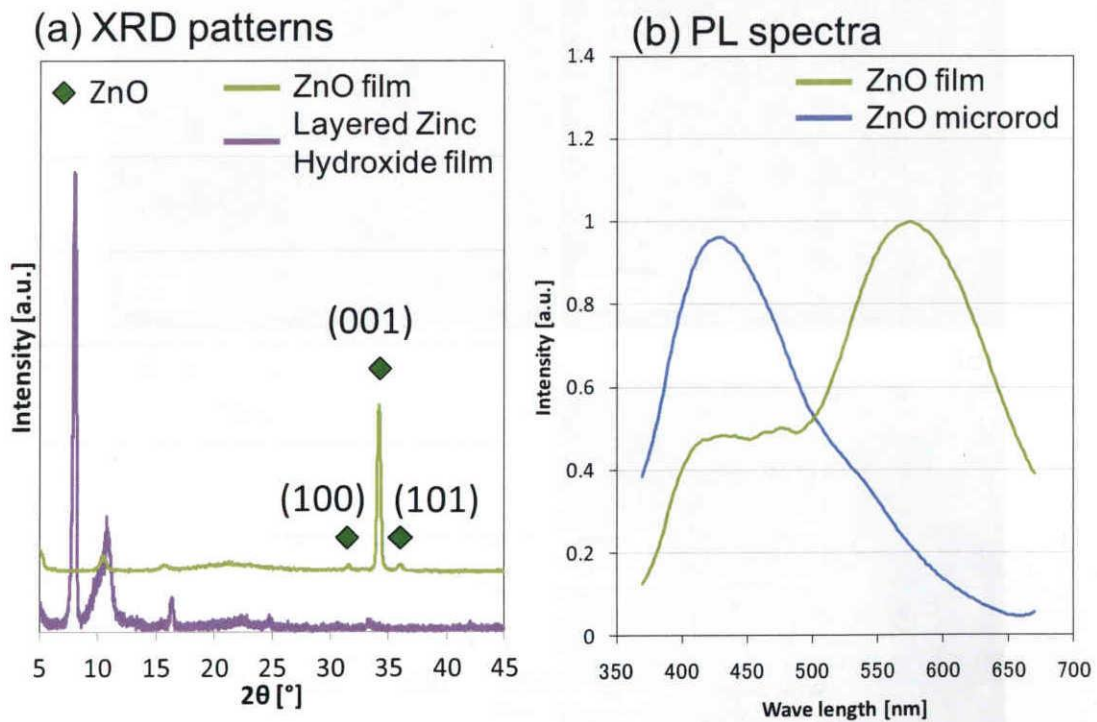 (a) XRD patterns
ZnO
ZnO film
Layered Zinc
Hydroxide film
(001)
(100)
(101)
Intensity [a.u.]
5 10 15 20 25 30 35 40 45
2θ [°]
(b) PL spectra
ZnO film
ZnO microrod
1.4
1.2
1
0.8
0.6
0.4
0.2
0
Intensity [a.u.]
350 400 450 500 550 600 650 700
Wave length [nm]